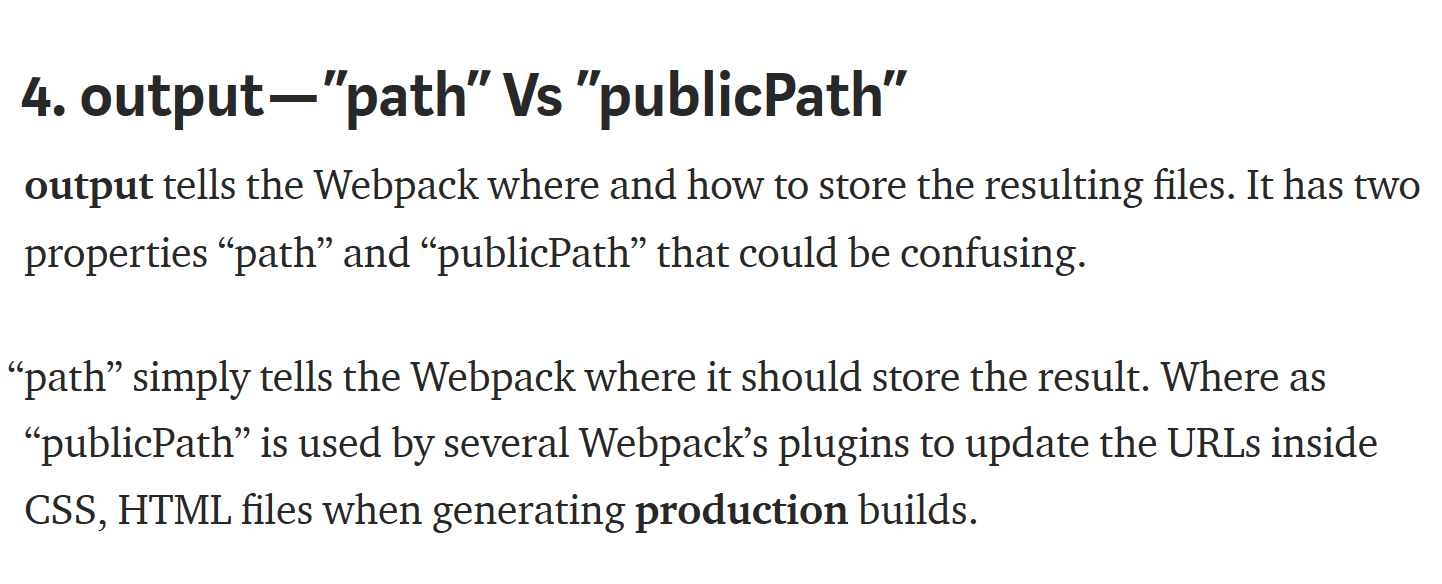 4. output—”path” Vs ”publicPath”
output tells the Webpack where and how to store the resulting files. It has two
properties “path” and “publicPath” that could be confusing.
“path” simply tells the Webpack where it should store the result. Where as
“publicPath” is used by several Webpack’s plugins to update the URLs inside
CSS, HTML files when generating production builds.